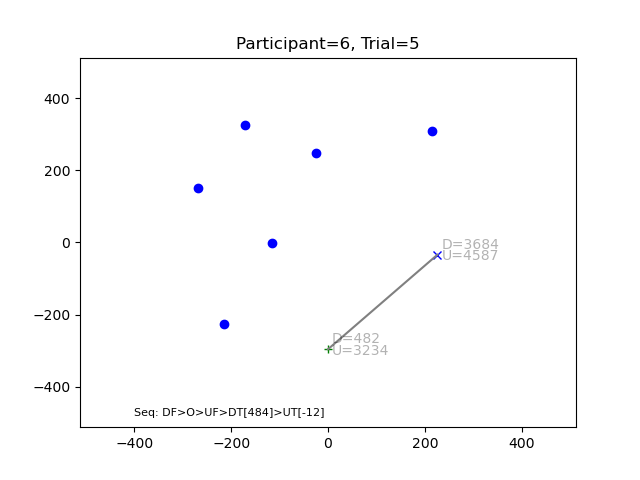 Participant=6, Trial=5
400
200
0
−200
−400
D=3684
U=4587
D=482
U=3234
Seq: DF>O>UF>DT[484]>UT[-12]
−400
−200
0
200
400